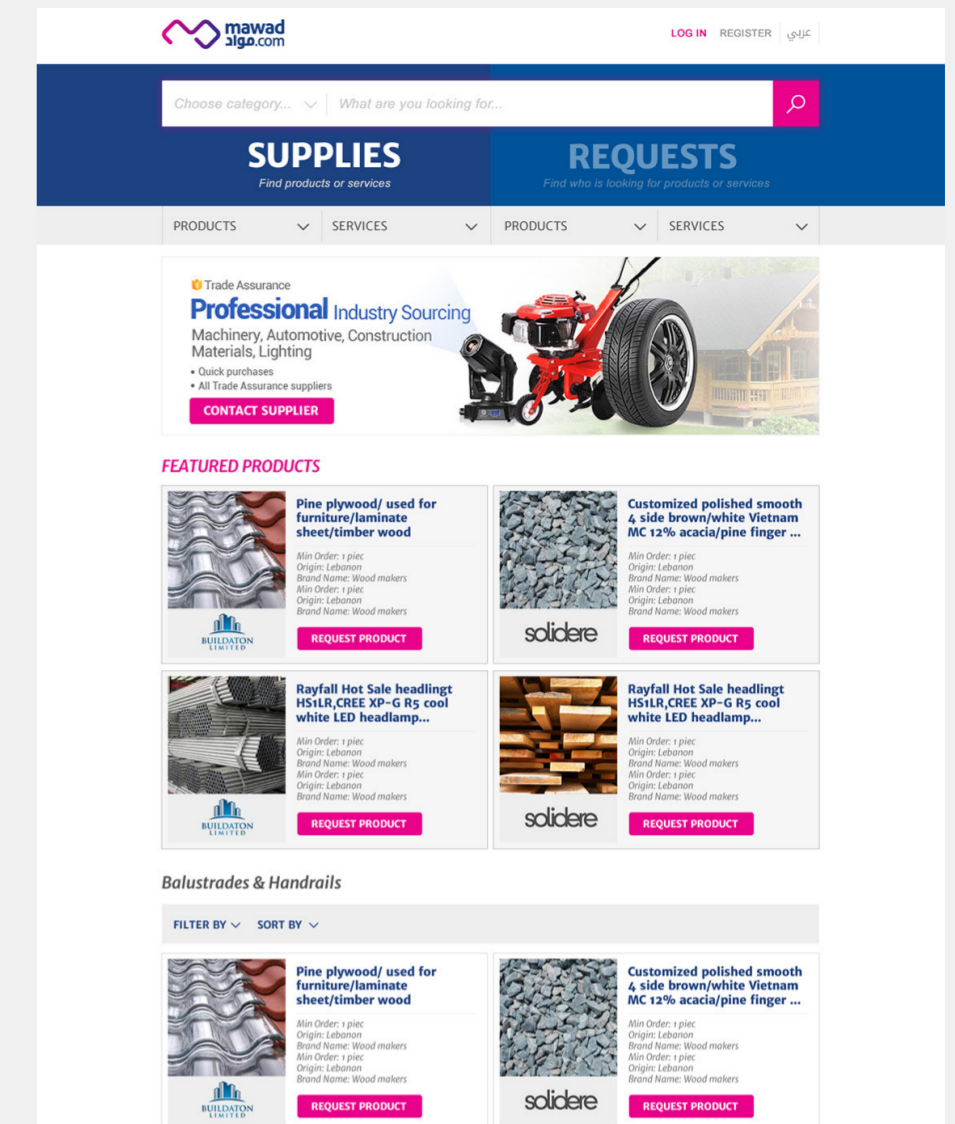 mawad
مواد.com
LOG IN REGISTER عربي
Choose category... What are you looking for...
SUPPLIES
Find products or services
REQUESTS
Find who is looking for products or services
PRODUCTS SERVICES PRODUCTS SERVICES
Trade Assurance
Professional Industry Sourcing
Machinery, Automotive, Construction
Materials, Lighting
• Quick purchases
• All Trade Assurance suppliers
CONTACT SUPPLIER
FEATURED PRODUCTS
Pine plywood/ used for
furniture/laminate
sheet/timber wood
Min Order: 1 piec
Origin: Lebanon
Brand Name: Wood makers
Min Order: 1 piec
Origin: Lebanon
Brand Name: Wood makers
BUILDATON
LIMITED
REQUEST PRODUCT
Customized polished smooth
4 side brown/white Vietnam
MC 12% acacia/pine finger ...
Min Order: 1 piec
Origin: Lebanon
Brand Name: Wood makers
Min Order: 1 piec
Origin: Lebanon
Brand Name: Wood makers
solidere
REQUEST PRODUCT
Rayfall Hot Sale headlingt
HS1LR,CREE XP-G R5 cool
white LED headlamp...
Min Order: 1 piec
Origin: Lebanon
Brand Name: Wood makers
Min Order: 1 piec
Origin: Lebanon
Brand Name: Wood makers
BUILDATON
LIMITED
REQUEST PRODUCT
Rayfall Hot Sale headlingt
HS1LR,CREE XP-G R5 cool
white LED headlamp...
Min Order: 1 piec
Origin: Lebanon
Brand Name: Wood makers
Min Order: 1 piec
Origin: Lebanon
Brand Name: Wood makers
solidere
REQUEST PRODUCT
Balustrades & Handrails
FILTER BY SORT BY
Pine plywood/ used for
furniture/laminate
sheet/timber wood
Min Order: 1 piec
Origin: Lebanon
Brand Name: Wood makers
Min Order: 1 piec
Origin: Lebanon
Brand Name: Wood makers
BUILDATON
LIMITED
REQUEST PRODUCT
Customized polished smooth
4 side brown/white Vietnam
MC 12% acacia/pine finger ...
Min Order: 1 piec
Origin: Lebanon
Brand Name: Wood makers
Min Order: 1 piec
Origin: Lebanon
Brand Name: Wood makers
solidere
REQUEST PRODUCT